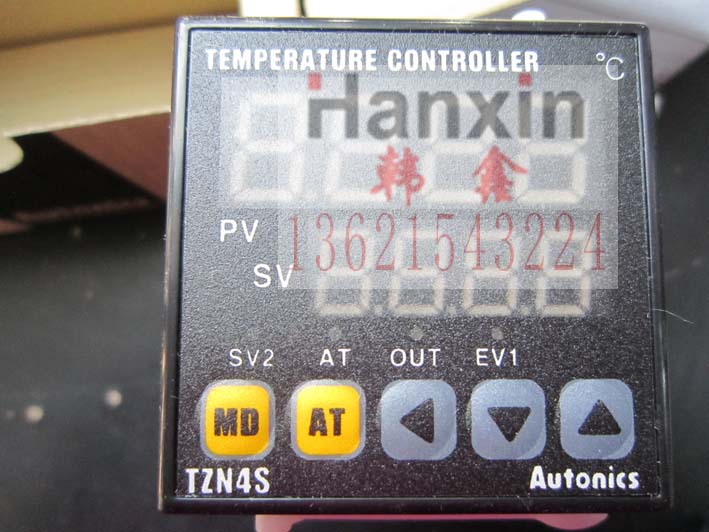 TEMPERATURE CONTROLLER °C
Hanxin
韩鑫
PV
13621543224
SV
SV2 AT OUT EV1
MD AT
TZN4S Autonics